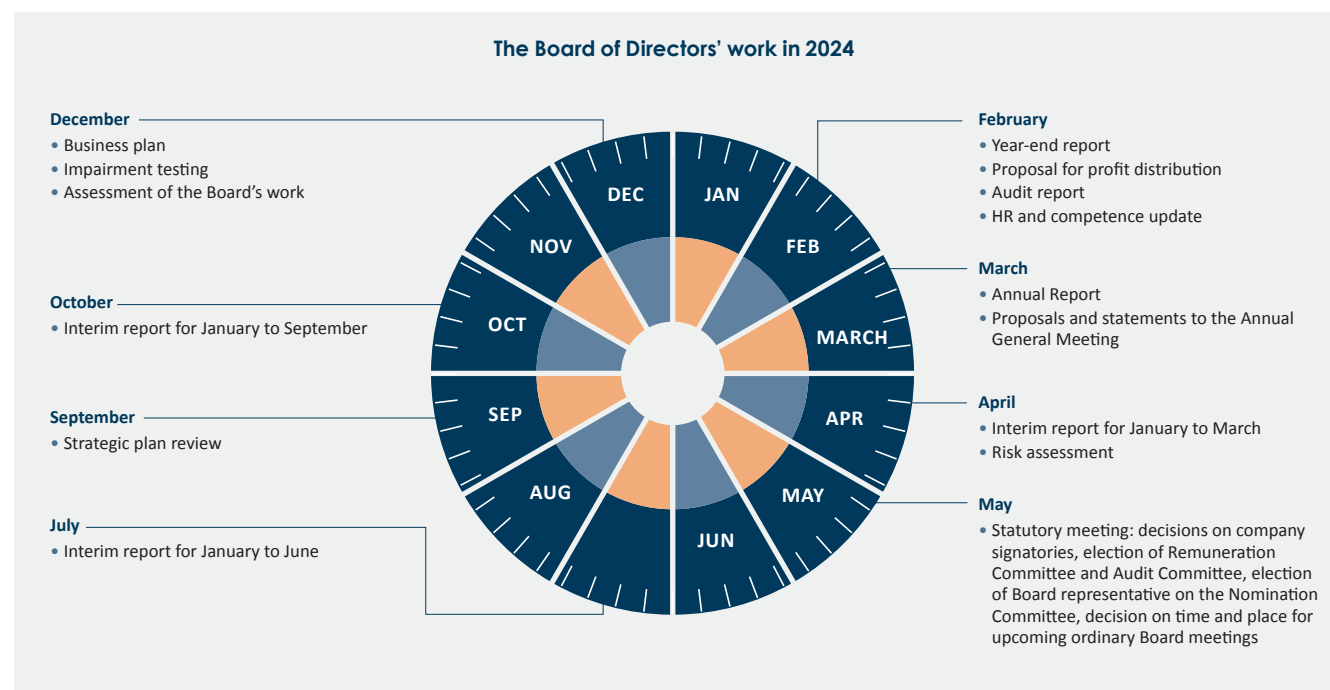 The Board of Directors’ work in 2024
December
• Business plan
• Impairment testing
• Assessment of the Board’s work
October
• Interim report for January to September
September
• Strategic plan review
July
• Interim report for January to June
JAN
FEB
MARCH
APR
MAY
JUN
AUG
SEP
OCT
NOV
DEC
February
• Year-end report
• Proposal for profit distribution
• Audit report
• HR and competence update
March
• Annual Report
• Proposals and statements to the Annual
General Meeting
April
• Interim report for January to March
• Risk assessment
May
• Statutory meeting: decisions on company
signatories, election of Remuneration
Committee and Audit Committee, election
of Board representative on the Nomination
Committee, decision on time and place for
upcoming ordinary Board meetings